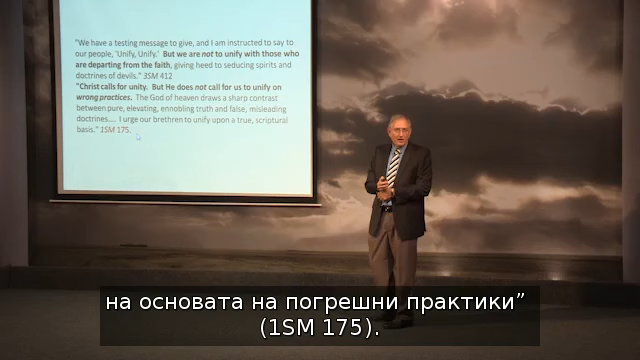 "We have a testing message to give, and I am instructed to say to
our people, 'Unify, Unify.' But we are not to unify with those who
are departing from the faith, giving heed to seducing spirits and
doctrines of devils." 3SM 412
"Christ calls for unity. But He does not call for us to unify on
wrong practices. The God of heaven draws a sharp contrast
between pure, elevating, ennobling truth and false, misleading
doctrines.... I urge our brethren to unify upon a true, scriptural
basis." 1SM 175.
на основата на погрешни практики”
(1SM 175).